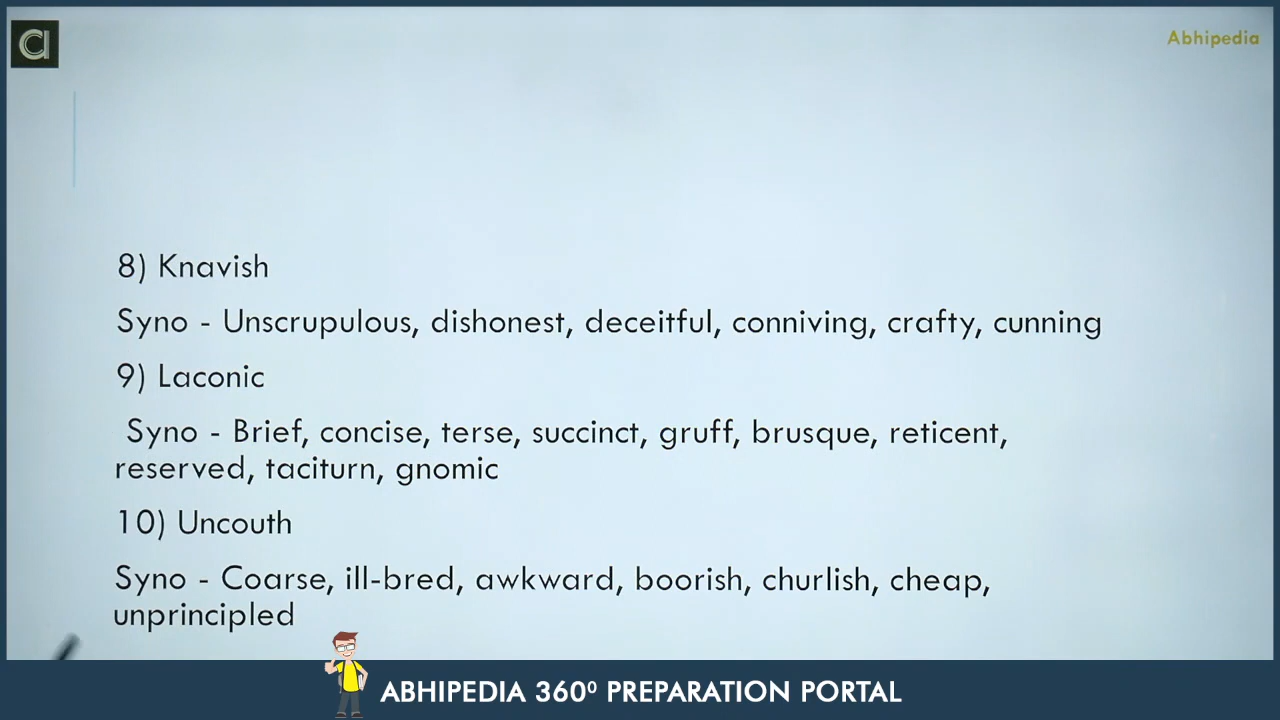 Abhipedia
8) Knavish
Syno - Unscrupulous, dishonest, deceitful, conniving, crafty, cunning
9) Laconic
Syno - Brief, concise, terse, succinct, gruff, brusque, reticent,
reserved, taciturn, gnomic
10) Uncouth
Syno - Coarse, ill-bred, awkward, boorish, churlish, cheap,
unprincipled
ABHIPEDIA 360⁰ PREPARATION PORTAL